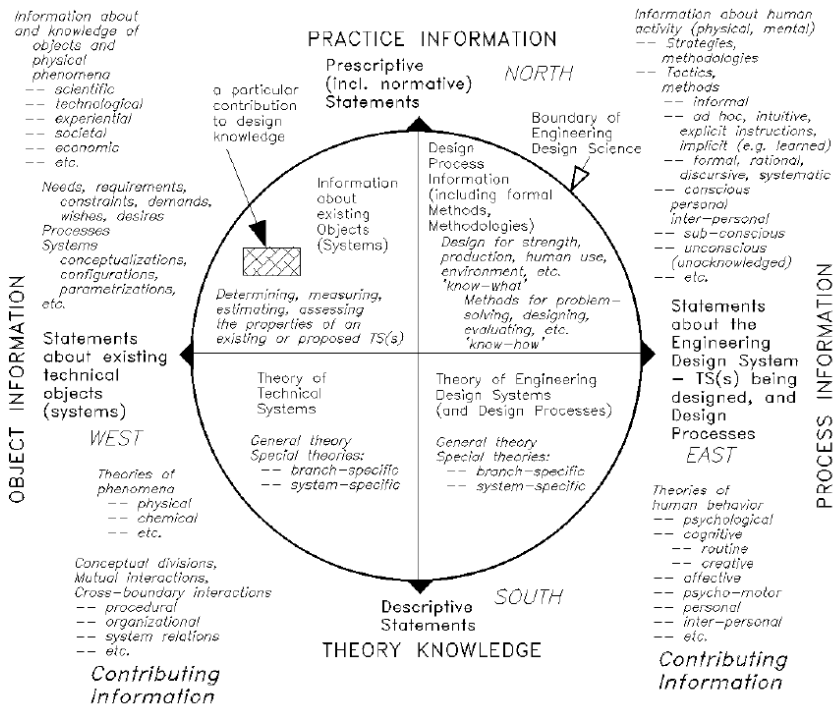 Information about
and knowledge of
objects and
physical
phenomena
-- scientific
-- technological
-- experiential
-- societal
-- economic
-- etc.
Needs, requirements,
constraints, demands,
wishes, desires
Processes
Systems
conceptualizations,
configurations,
parametrizations,
etc.
OBJECT INFORMATION
Statements
about existing
technical
objects
(systems)
WEST
Theories of
phenomena
-- physical
-- chemical
-- etc.
Conceptual divisions,
Mutual interactions,
Cross-boundary interactions
-- procedural
-- organizational
-- system relations
-- etc.
Contributing
Information
PRACTICE INFORMATION
Prescriptive
(incl. normative)
Statements
NORTH
a particular
contribution
to design
knowledge
Boundary of
Engineering
Design Science
Information
about
existing
Objects
(Systems)
Determining, measuring,
estimating, assessing
the properties of an
existing or proposed TS(s)
Design
Process
Information
(including formal
Methods,
Methodologies)
Design for strength,
production, human use,
environment, etc.
'know-what'
Methods for problem-
solving, designing,
evaluating, etc.
'know-how'
Theory of
Technical
Systems
General theory
Special theories:
-- branch-specific
-- system-specific
Theory of Engineering
Design Systems
(and Design Processes)
General theory
Special theories:
-- branch-specific
-- system-specific
Descriptive
Statements
SOUTH
THEORY KNOWLEDGE
Information about human
activity (physical, mental)
-- Strategies,
methodologies
-- Tactics,
methods
-- informal
-- ad hoc, intuitive,
explicit instructions,
implicit (e.g. learned)
-- formal, rational,
discursive, systematic
-- conscious
personal
inter-personal
-- sub-conscious
-- unconscious
(unacknowledged)
-- etc.
Statements
about the
Engineering
Design System
- TS(s) being
designed, and
Design
Processes
EAST
PROCESS INFORMATION
Theories of
human behavior
-- psychological
-- cognitive
-- routine
-- creative
-- affective
-- psycho-motor
-- personal
-- inter-personal
-- etc.
Contributing
Information